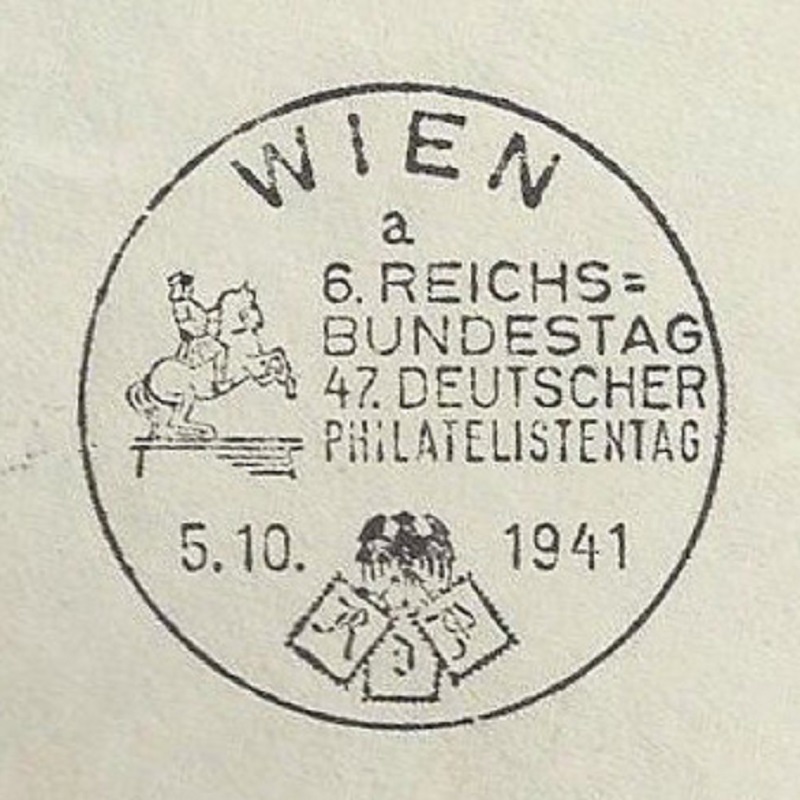 WIEN
a
6. REICHS=
BUNDESTAG
47. DEUTSCHER
PHILATELISTENTAG
5.10. 1941
R D P